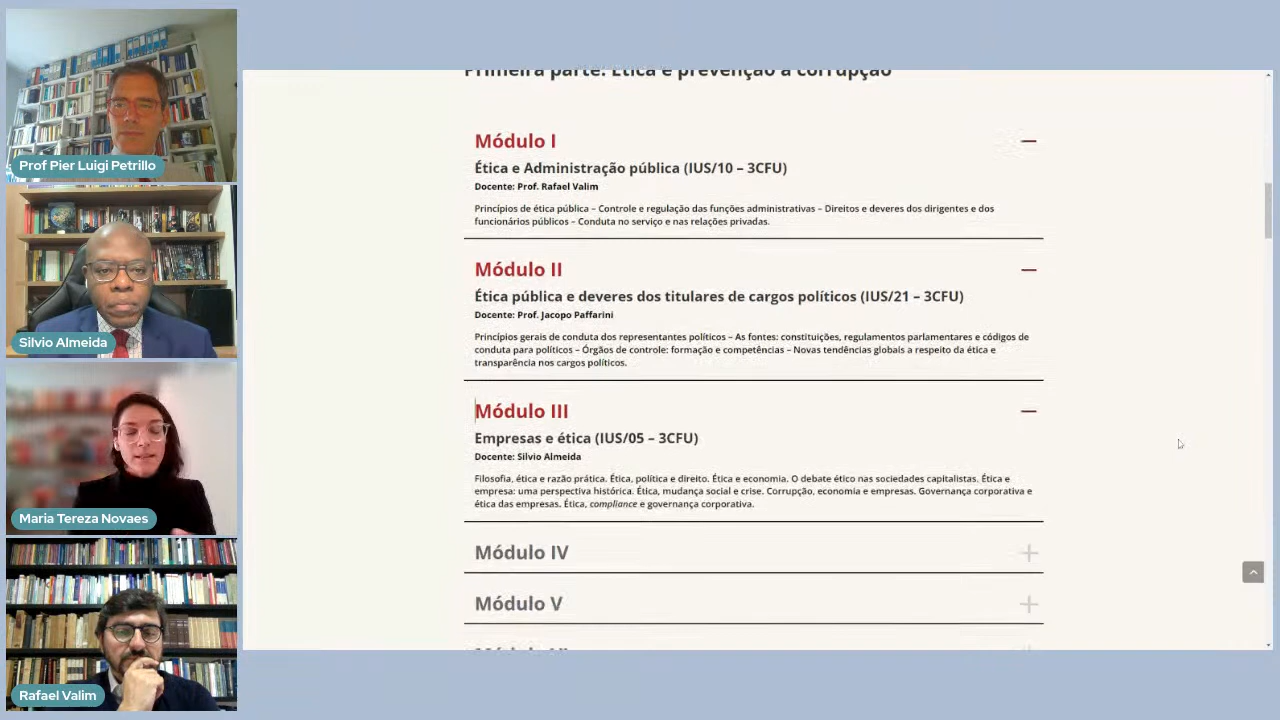 Prof Pier Luigi Petrillo
Silvio Almeida
Maria Tereza Novaes
Rafael Valim
Primeira parte: Ética e prevenção à corrupção
Módulo I
Ética e Administração pública (IUS/10 – 3CFU)
Docente: Prof. Rafael Valim
Princípios de ética pública – Controle e regulação das funções administrativas – Direitos e deveres dos dirigentes e dos
funcionários públicos – Conduta no serviço e nas relações privadas.
Módulo II
Ética pública e deveres dos titulares de cargos políticos (IUS/21 – 3CFU)
Docente: Prof. Jacopo Paffarini
Princípios gerais de conduta dos representantes políticos – As fontes: constituições, regulamentos parlamentares e códigos de
conduta para políticos – Órgãos de controle: formação e competências – Novas tendências globais a respeito da ética e
transparência nos cargos políticos.
Módulo III
Empresas e ética (IUS/05 – 3CFU)
Docente: Silvio Almeida
Filosofia, ética e razão prática. Ética, política e direito. Ética e economia. O debate ético nas sociedades capitalistas. Ética e
empresa: uma perspectiva histórica. Ética, mudança social e crise. Corrupção, economia e empresas. Governança corporativa e
ética das empresas. Ética, compliance e governança corporativa.
Módulo IV
Módulo V